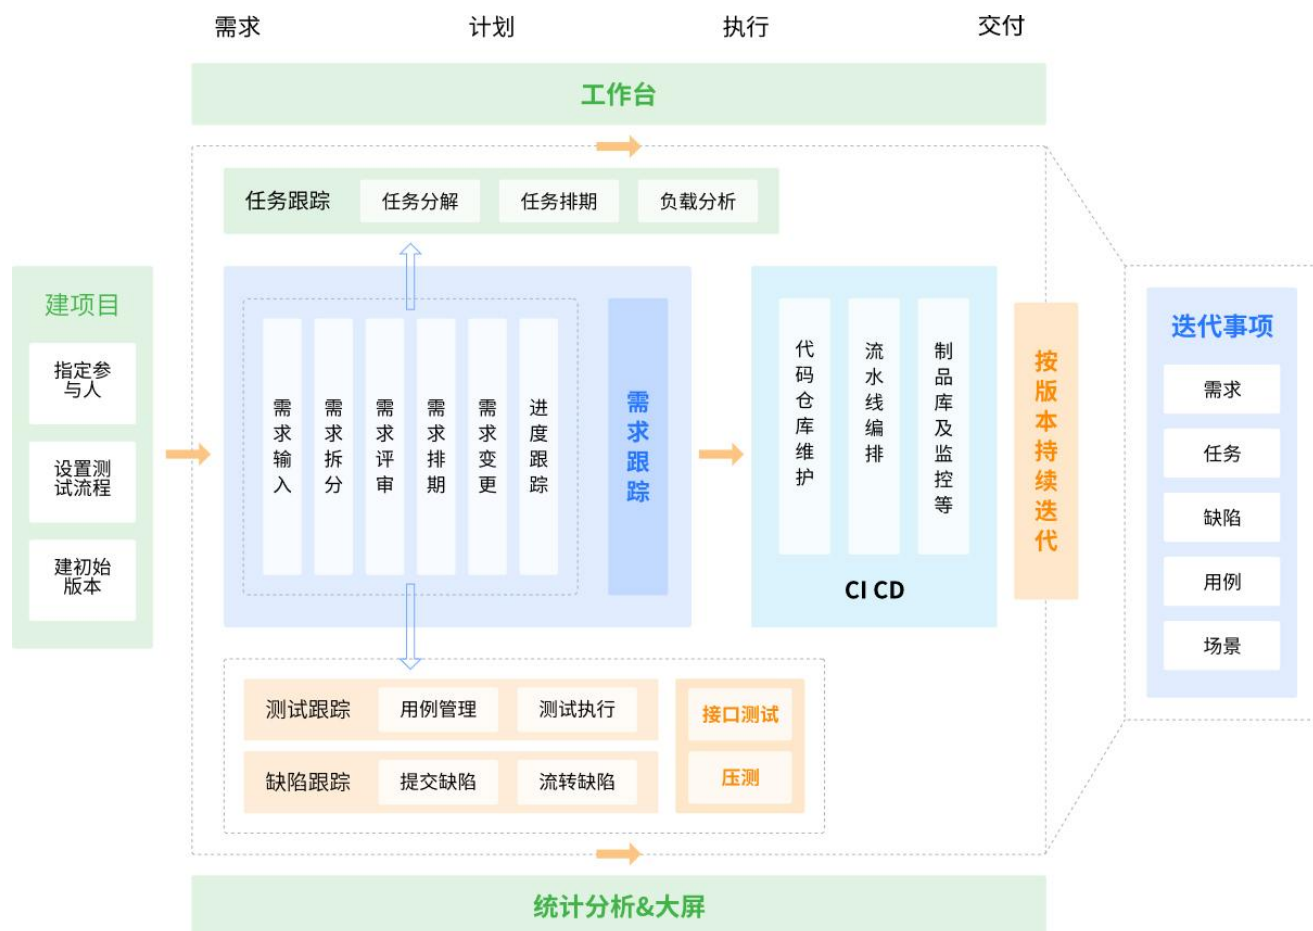 需求
计划
执行
交付
工作台
任务跟踪
任务分解
任务排期
负载分析
建项目
指定参
与人
设置测
试流程
建初始
版本
需求输入
需求拆分
需求评审
需求排期
需求变更
进度跟踪
需求跟踪
代码仓库维护
流水线编排
制品库及监控等
CI CD
按版本持续迭代
迭代事项
需求
任务
缺陷
用例
场景
测试跟踪
用例管理
测试执行
缺陷跟踪
提交缺陷
流转缺陷
接口测试
压测
统计分析&大屏